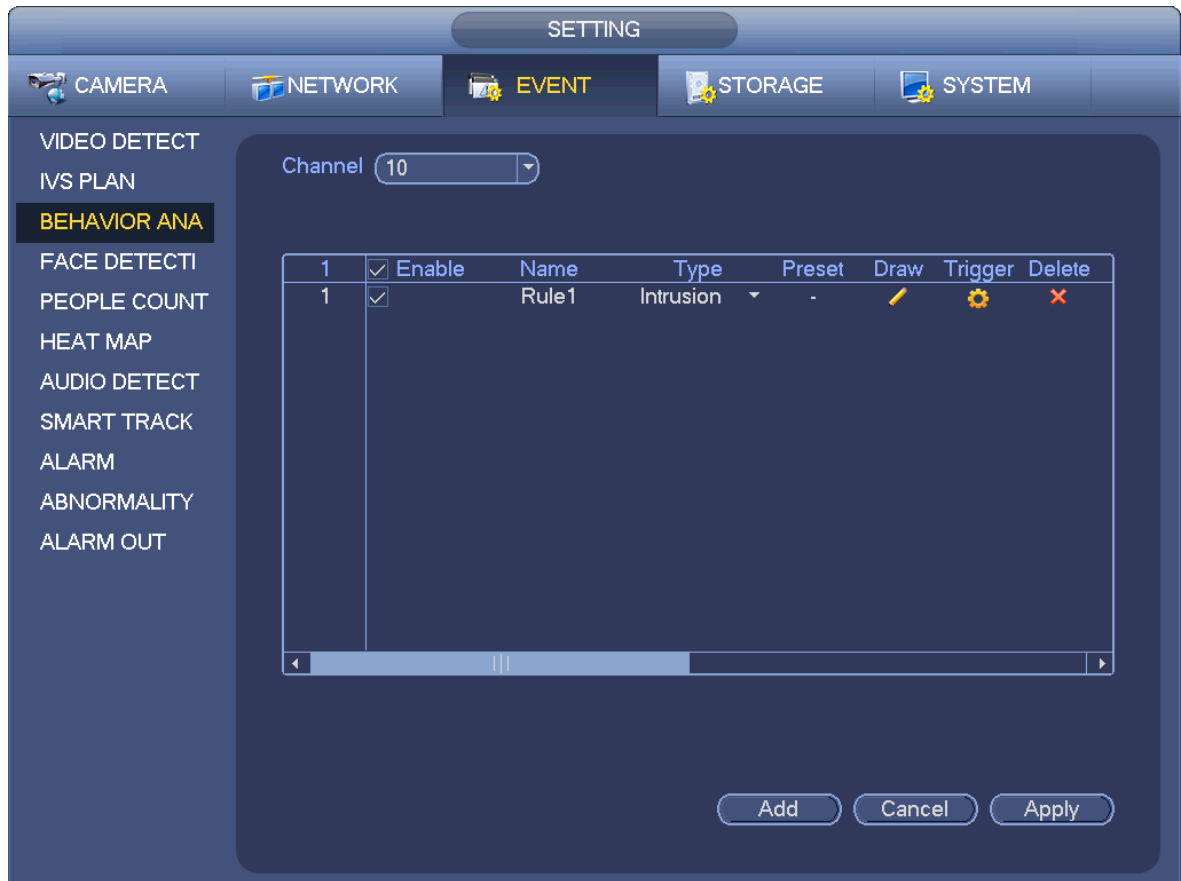 SETTING
CAMERA NETWORK EVENT STORAGE SYSTEM
VIDEO DETECT
IVS PLAN
BEHAVIOR ANA
FACE DETECTI
PEOPLE COUNT
HEAT MAP
AUDIO DETECT
SMART TRACK
ALARM
ABNORMALITY
ALARM OUT
Channel 10
1 Enable Name Type Preset Draw Trigger Delete
1 Rule1 Intrusion -
Add Cancel Apply